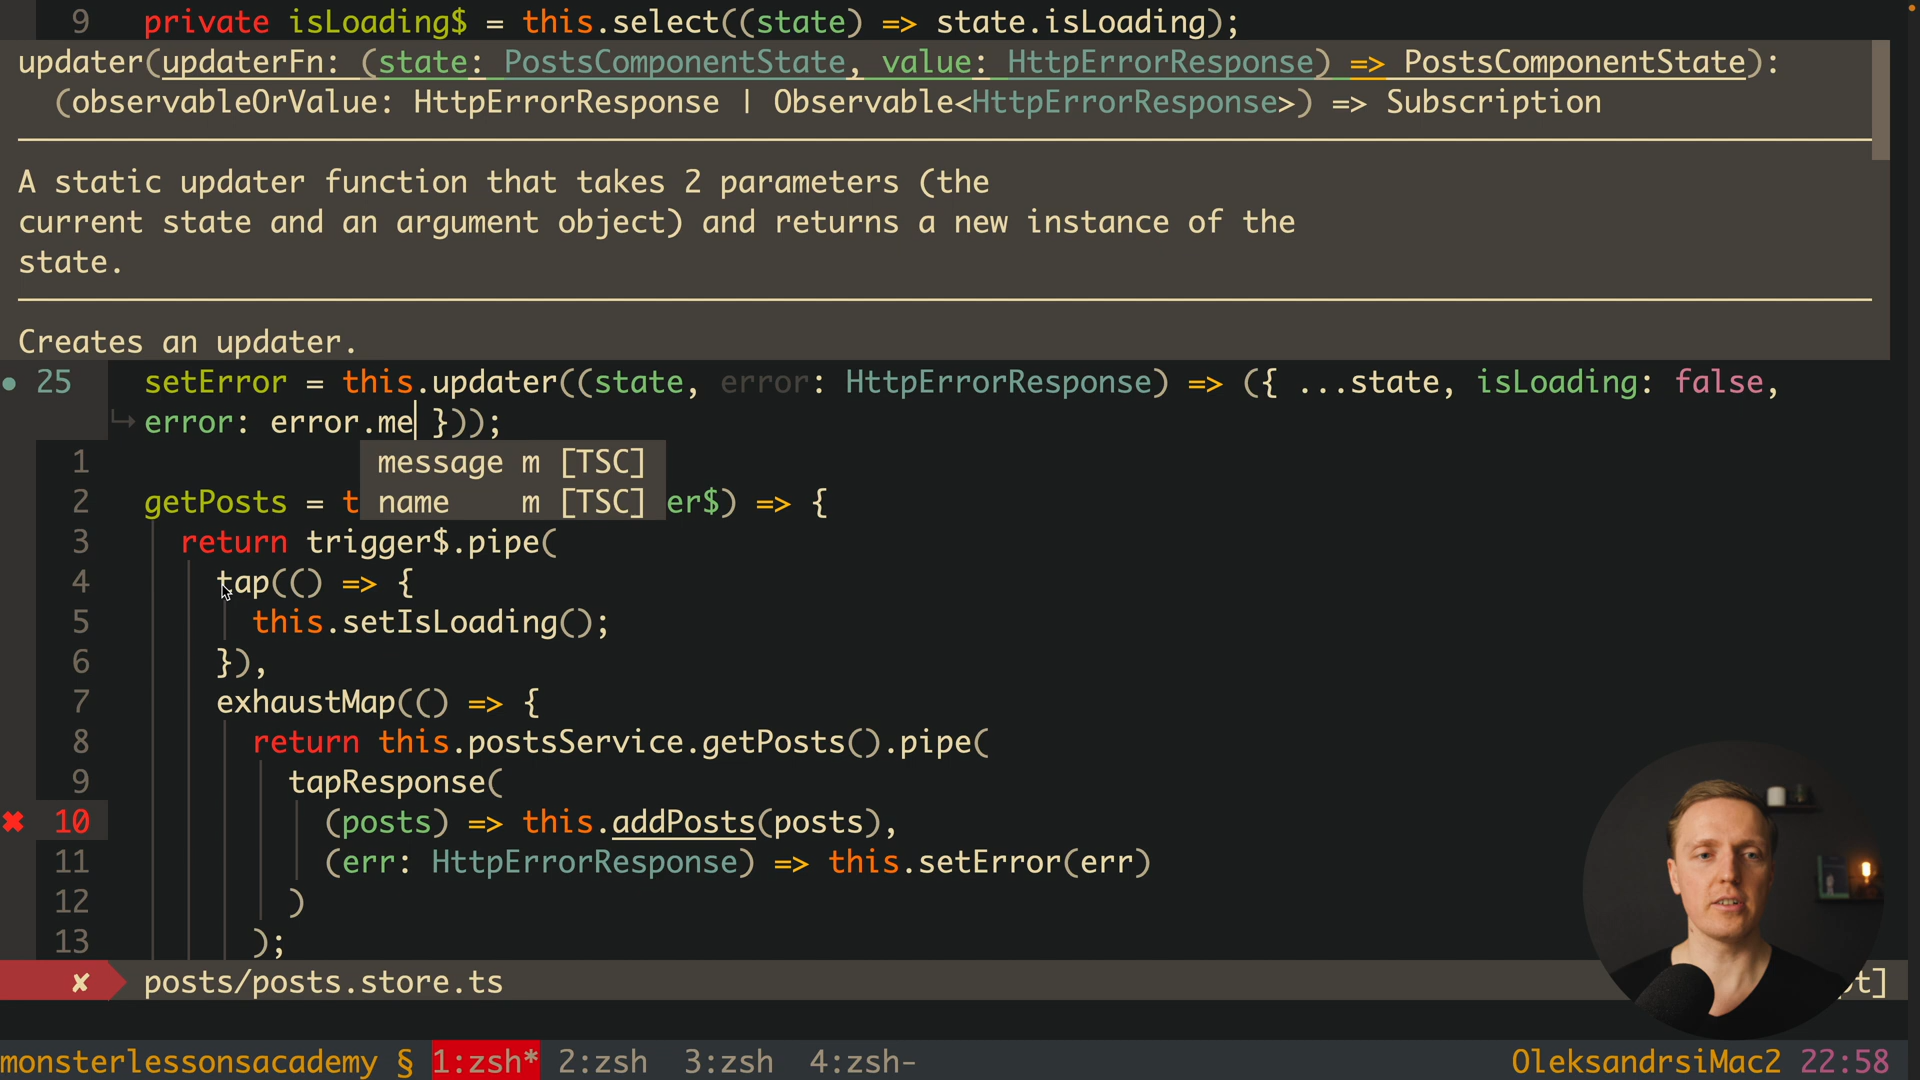 9 private isLoading$ = this.select((state) => state.isLoading);
updater(updaterFn: (state: PostsComponentState, value: HttpErrorResponse) => PostsComponentState):
(observableOrValue: HttpErrorResponse | Observable<HttpErrorResponse>) => Subscription
A static updater function that takes 2 parameters (the
current state and an argument object) and returns a new instance of the
state.
Creates an updater.
25 setError = this.updater((state, error: HttpErrorResponse) => ({ ...state, isLoading: false,
error: error.me }));
1 message m [TSC]
2 getPosts = t name m [TSC] er$) => {
3 return trigger$.pipe(
4 tap(() => {
5 this.setIsLoading();
6 }),
7 exhaustMap(() => {
8 return this.postsService.getPosts().pipe(
9 tapResponse(
10 (posts) => this.addPosts(posts),
11 (err: HttpErrorResponse) => this.setError(err)
12 )
13 );
✘ posts/posts.store.ts pt]
monsterlessonsacademy § 1:zsh* 2:zsh 3:zsh 4:zsh- OleksandrsiMac2 22:58